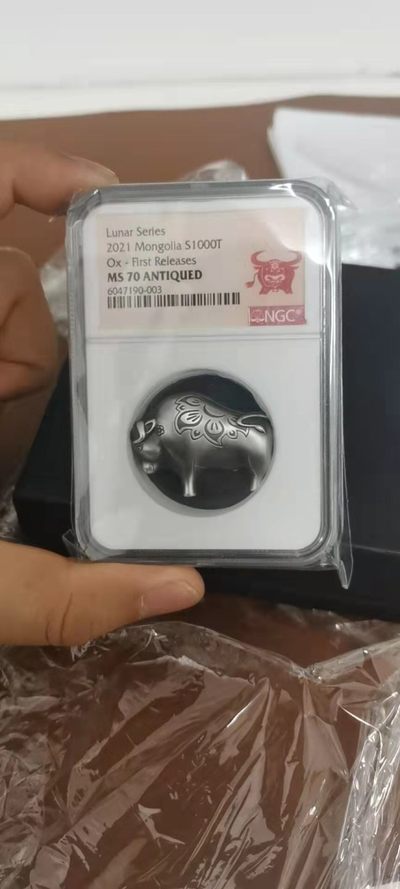 Lunar Series
2021 Mongolia S1000T
Ox - First Releases
MS 70 ANTIQUED
6047190-003
NGC